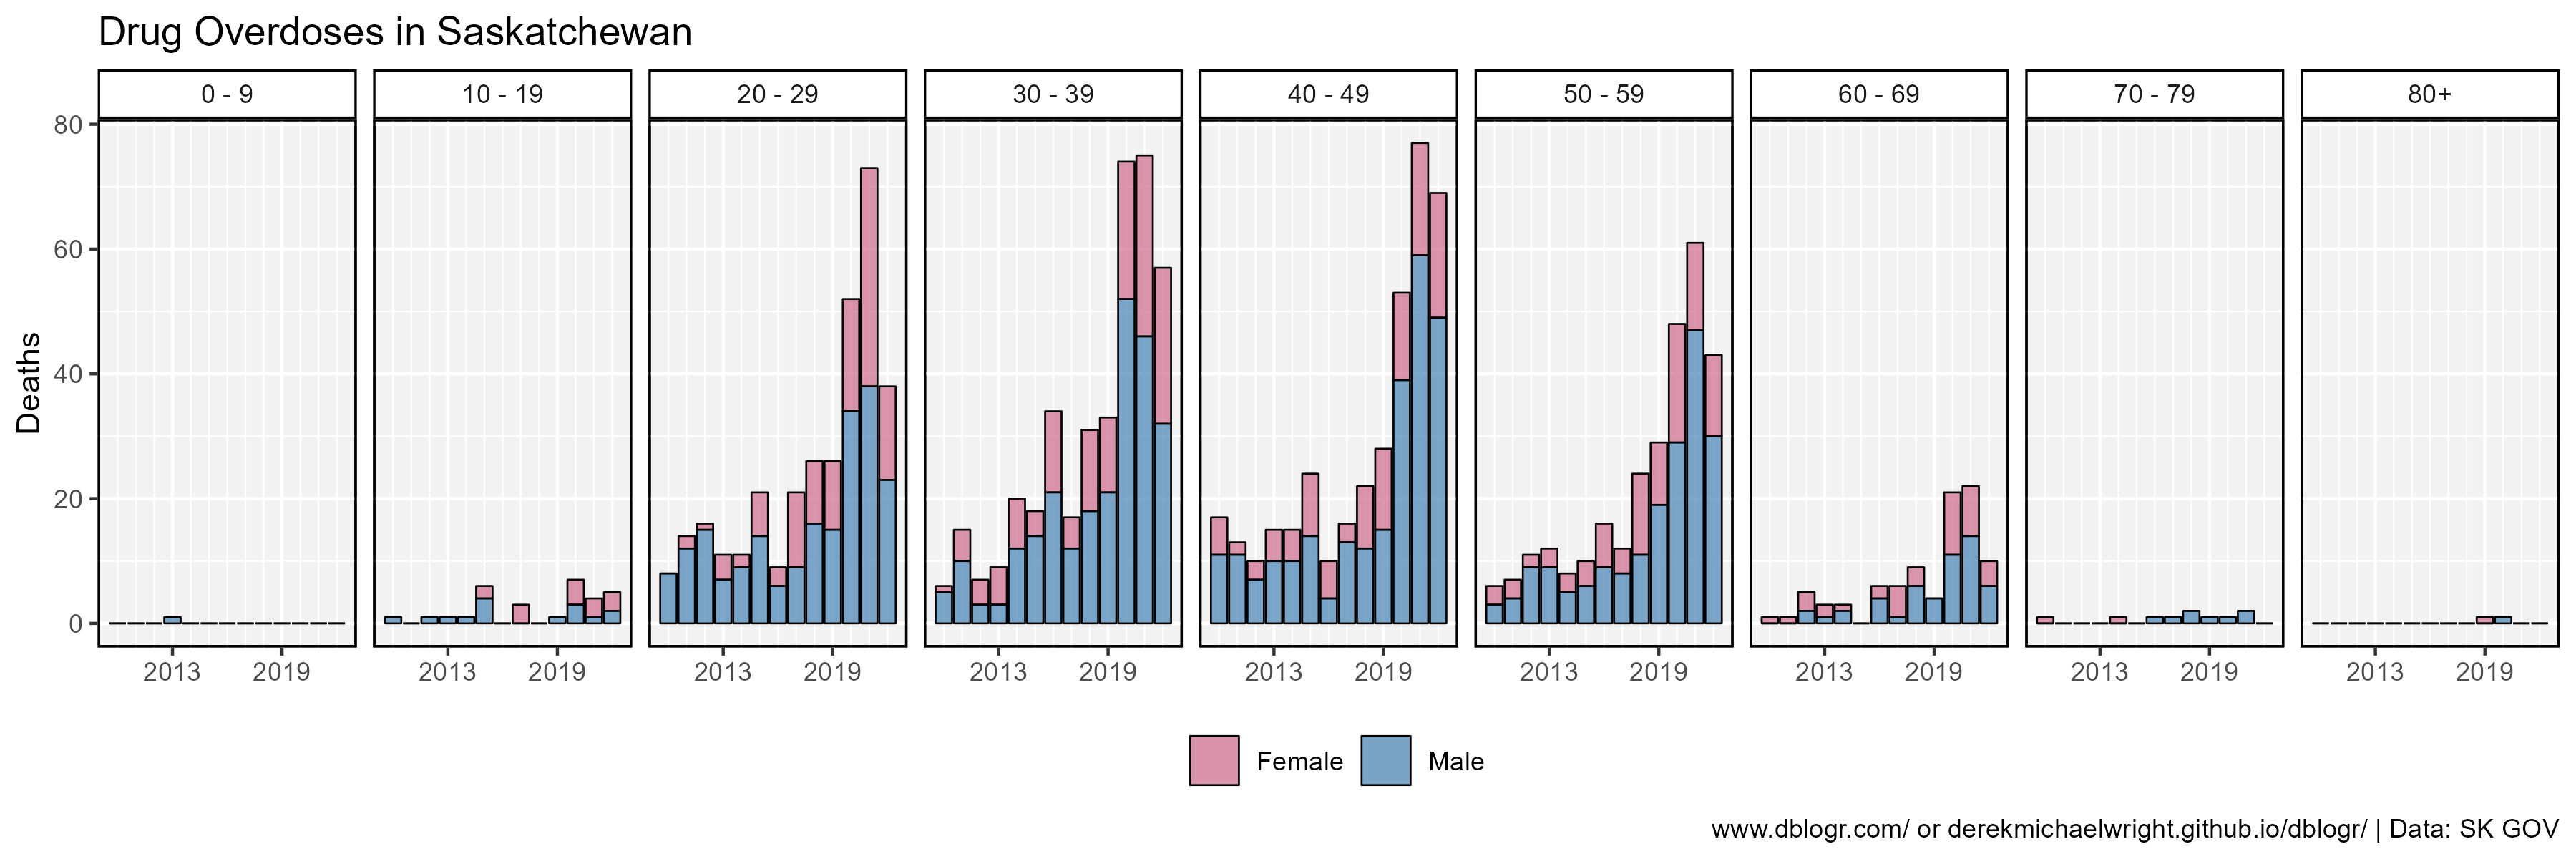 Drug Overdoses in Saskatchewan
0 - 9 10 - 19 20 - 29 30 - 39 40 - 49 50 - 59 60 - 69 70 - 79 80+
80
60
40
20
0
Deaths
2013 2019 2013 2019 2013 2019 2013 2019 2013 2019 2013 2019 2013 2019 2013 2019 2013 2019
Female Male
www.dblogr.com/ or derekmichaelwright.github.io/dblogr/ | Data: SK GOV